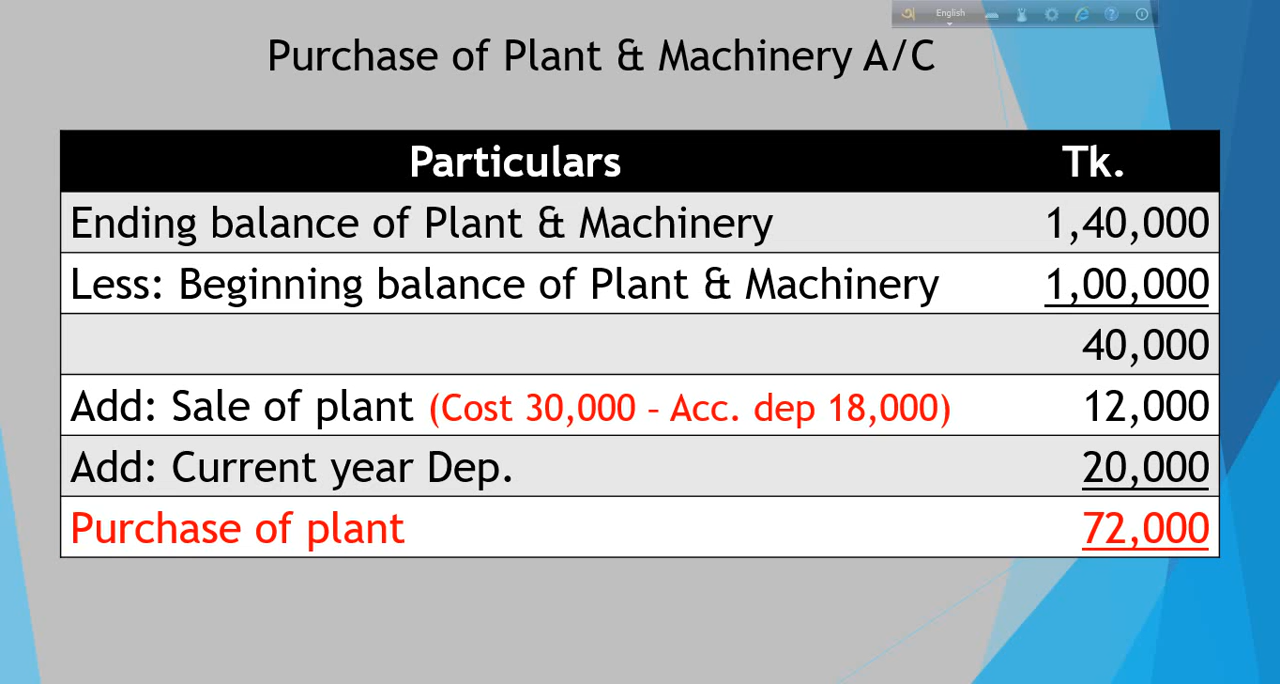 অ English
Purchase of Plant & Machinery A/C
Particulars Tk.
Ending balance of Plant & Machinery 1,40,000
Less: Beginning balance of Plant & Machinery 1,00,000
40,000
Add: Sale of plant (Cost 30,000 – Acc. dep 18,000) 12,000
Add: Current year Dep. 20,000
Purchase of plant 72,000